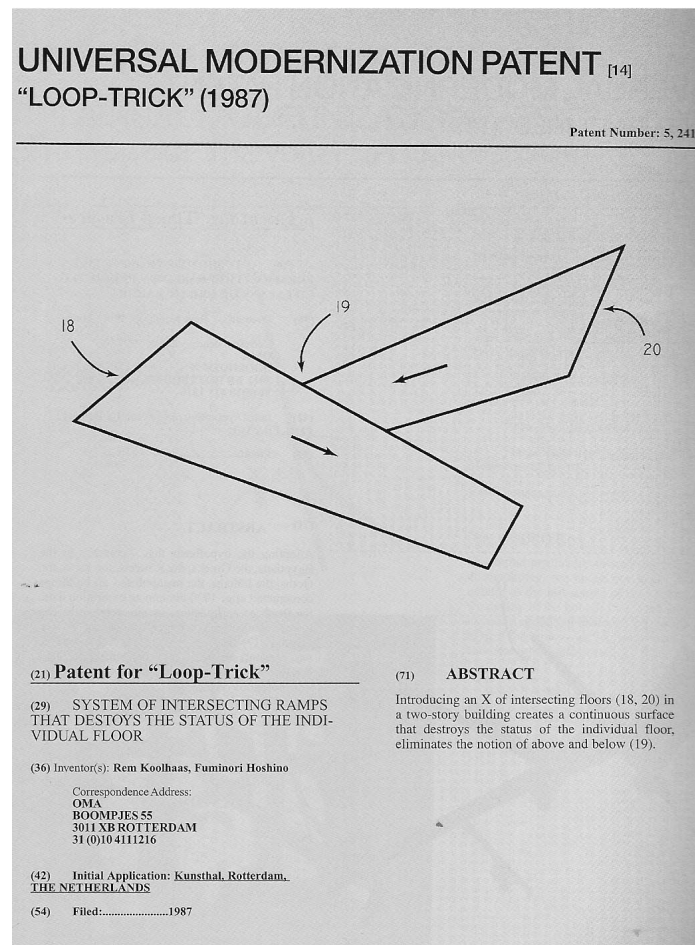 UNIVERSAL MODERNIZATION PATENT [14]
“LOOP-TRICK” (1987)
Patent Number: 5, 241
18
19
20
(21) Patent for “Loop-Trick”
(29) SYSTEM OF INTERSECTING RAMPS
THAT DESTOYS THE STATUS OF THE INDI-
VIDUAL FLOOR
(36) Inventor(s): Rem Koolhaas, Fuminori Hoshino
Correspondence Address:
OMA
BOOMPJES 55
3011 XB ROTTERDAM
31 (0)10 4111216
(42) Initial Application: Kunsthal, Rotterdam,
THE NETHERLANDS
(54) Filed:......................1987
(71) ABSTRACT
Introducing an X of intersecting floors (18, 20) in
a two-story building creates a continuous surface
that destroys the status of the individual floor,
eliminates the notion of above and below (19).